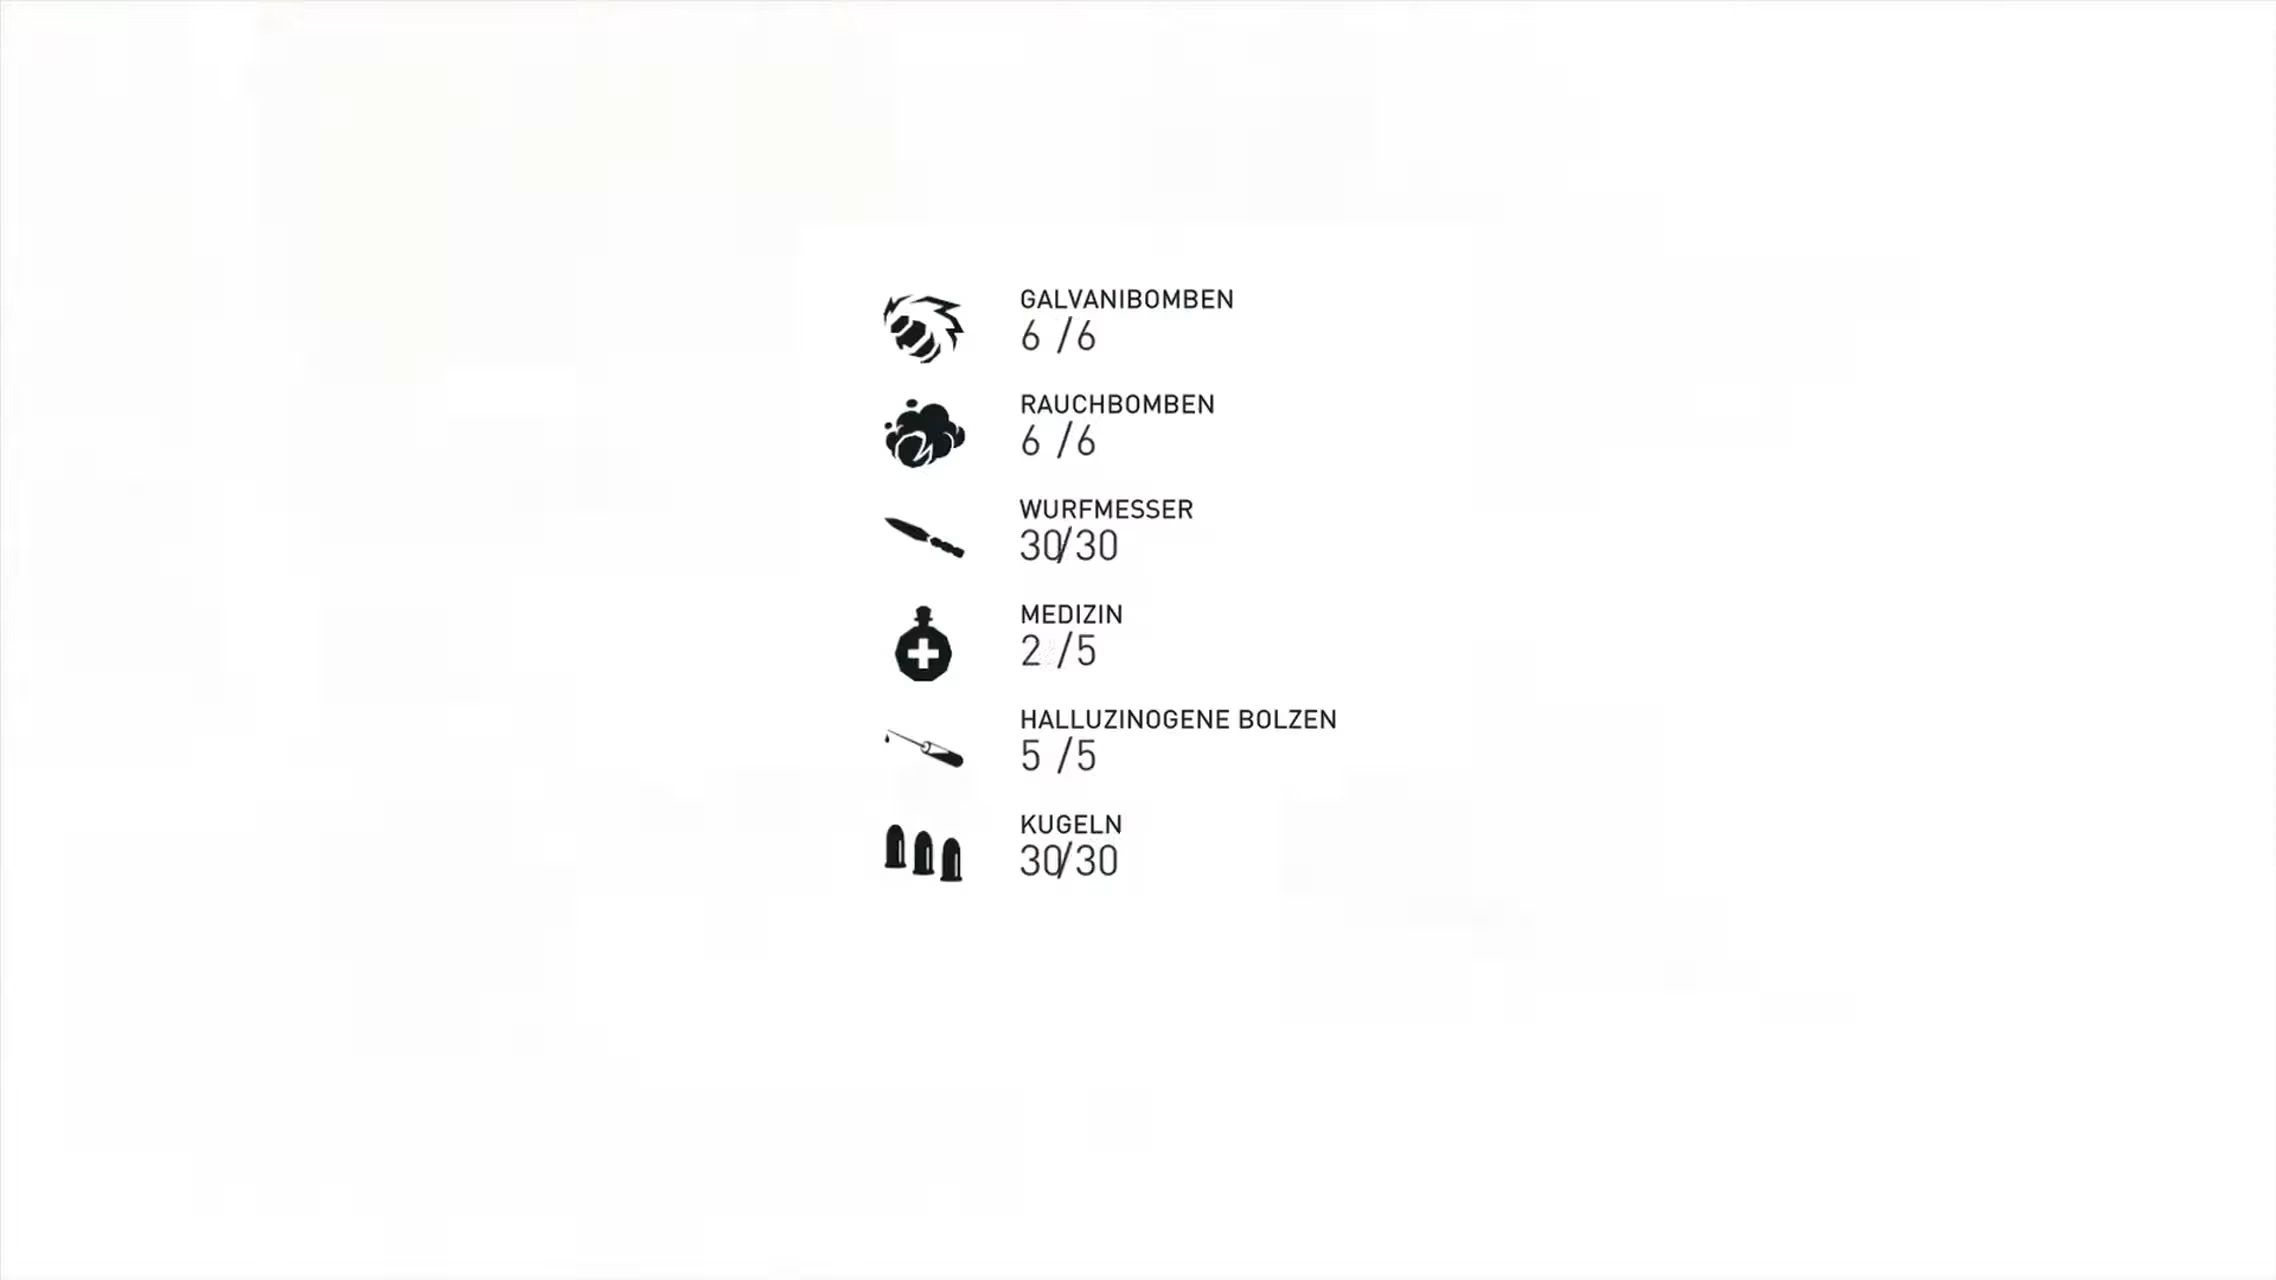 GALVANIBOMBEN
6 /6
RAUCHBOMBEN
6 /6
WURFMESSER
30/30
MEDIZIN
2 /5
HALLUZINOGENE BOLZEN
5 /5
KUGELN
30/30